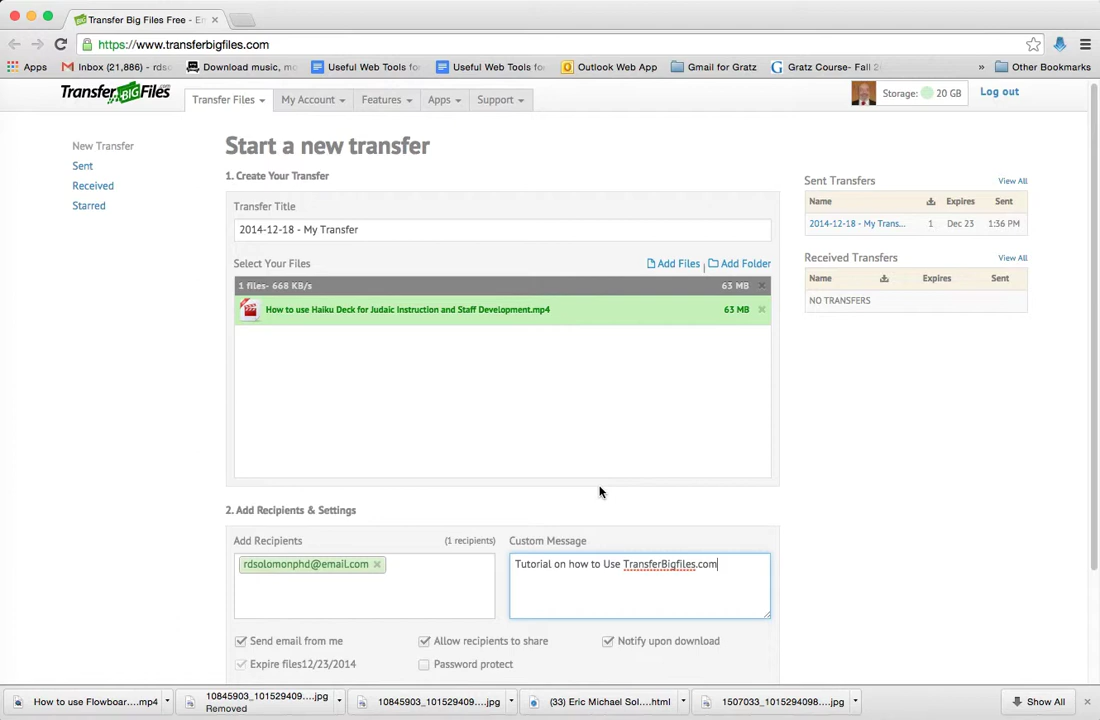 Transfer Big Files Free - En
https://www.transferbigfiles.com
Apps
Inbox (21,886) - rdso
Download music, mo
Useful Web Tools for
Useful Web Tools for
Outlook Web App
Gmail for Gratz
Gratz Course- Fall 2
»
Other Bookmarks
TransferBigFiles.com
Transfer Files
My Account
Features
Apps
Support
Storage: 20 GB
Log out
New Transfer
Sent
Received
Starred
Start a new transfer
1. Create Your Transfer
Transfer Title
2014-12-18 - My Transfer
Select Your Files
Add Files | Add Folder
1 files- 668 KB/s 63 MB ×
How to use Haiku Deck for Judaic Instruction and Staff Development.mp4 63 MB ×
2. Add Recipients & Settings
Add Recipients (1 recipients)
rdsolomonphd@email.com ×
Custom Message
Tutorial on how to Use TransferBigfiles.com
Send email from me
Allow recipients to share
Notify upon download
Expire files12/23/2014
Password protect
Sent Transfers View All
Name Expires Sent
2014-12-18 - My Trans... 1 Dec 23 1:36 PM
Received Transfers View All
Name Expires Sent
NO TRANSFERS
How to use Flowboar....mp4
10845903_101529409....jpg
Removed
10845903_101529409....jpg
(33) Eric Michael Sol....html
1507033_1015294098....jpg
Show All